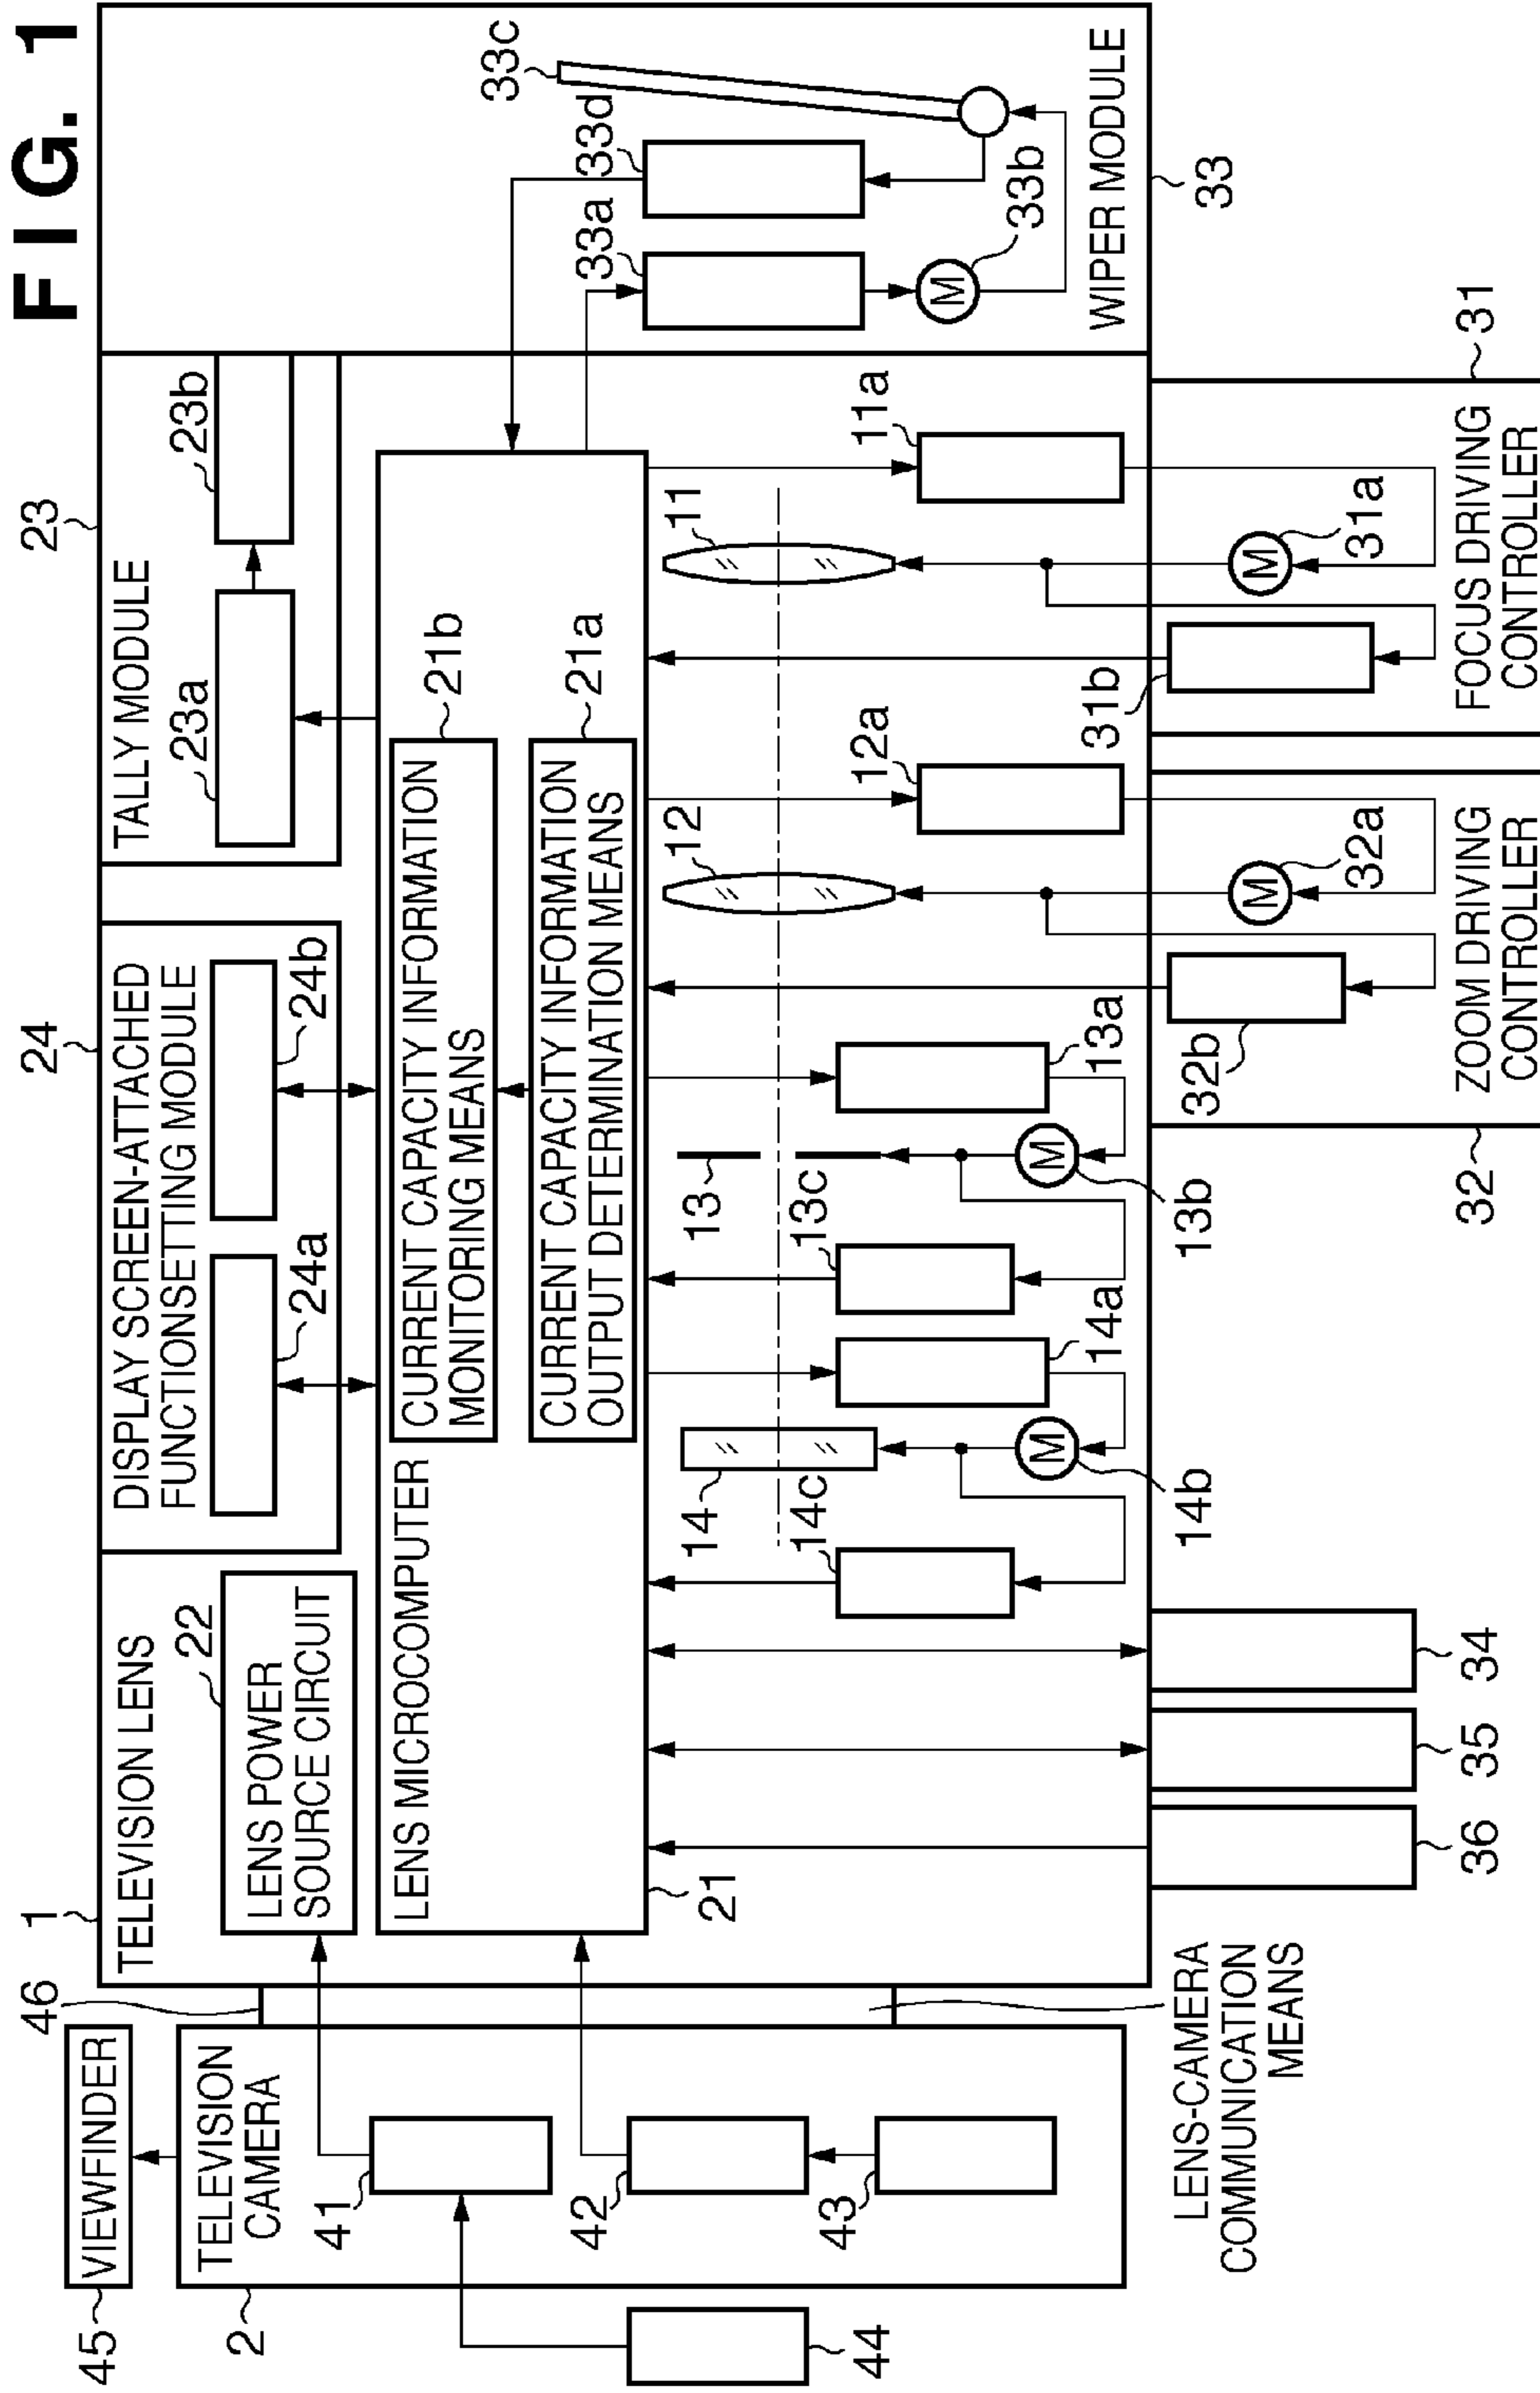 FIG. 1
45
VIEWFINDER
46
1
24
23
TELEVISION LENS
DISPLAY SCREEN-ATTACHED
FUNCTIONSETTING MODULE
TALLY MODULE
2
TELEVISION
CAMERA
22
LENS POWER
SOURCE CIRCUIT
24a
24b
23a
23b
33c
41
LENS MICROCOMPUTER
CURRENT CAPACITY INFORMATION
MONITORING MEANS
21b
CURRENT CAPACITY INFORMATION
OUTPUT DETERMINATION MEANS
21a
33a
33d
42
21
14
13
12
11
44
43
14c
13c
12a
11a
M
33b
14a
13a
M
M
31b
WIPER MODULE
LENS-CAMERA
COMMUNICATION
MEANS
14b
13b
32b
33
M
M
32a
31a
36
35
34
32
ZOOM DRIVING
CONTROLLER
FOCUS DRIVING
CONTROLLER
31